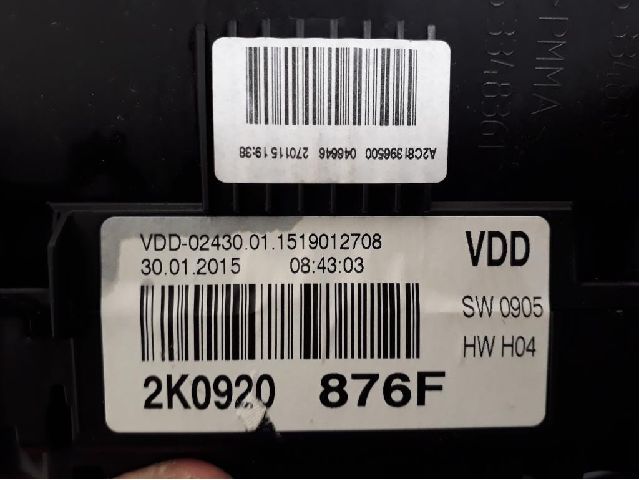 >PMMA
A2C81396500 046646 270115 19:38
VDD-02430.01.1519012708
30.01.2015 08:43:03
VDD
SW 0905
HW H04
2K0920 876F